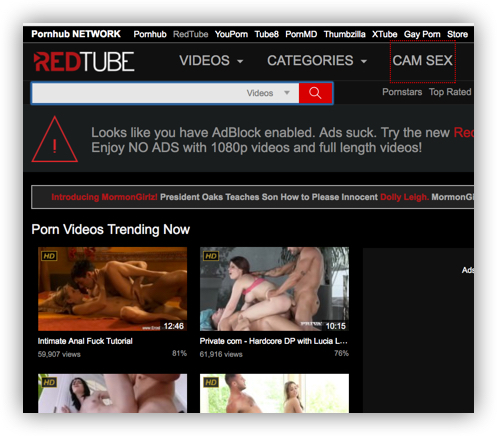 Pornhub NETWORK Pornhub RedTube YouPorn Tube8 PornMD Thumbzilla XTube Gay Porn Store
REDTUBE VIDEOS CATEGORIES CAM SEX
Videos
Pornstars Top Rated
Looks like you have AdBlock enabled. Ads suck. Try the new Red
Enjoy NO ADS with 1080p videos and full length videos!
Introducing MormonGirlz! President Oaks Teaches Son How to Please Innocent Dolly Leigh. MormonG
Porn Videos Trending Now
HD
12:46
HD
10:15
Ads
Intimate Anal Fuck Tutorial
59,907 views 81%
Private com - Hardcore DP with Lucia L...
61,916 views 76%
HD
HD